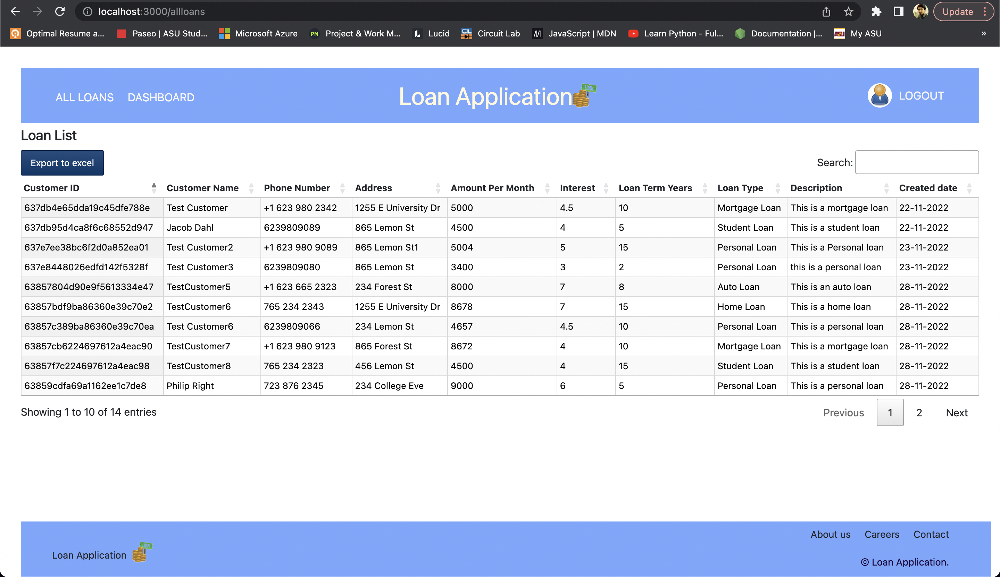 localhost:3000/allloans Update
Optimal Resume a... Paseo | ASU Stud... Microsoft Azure PM Project & Work M... Lucid CL Circuit Lab JavaScript | MDN Learn Python - Ful... Documentation |... ASU My ASU »
ALL LOANS DASHBOARD Loan Application LOAN LOGOUT
Loan List
Export to excel Search:
Customer ID Customer Name Phone Number Address Amount Per Month Interest Loan Term Years Loan Type Description Created date
637db4e65dda19c45dfe788e Test Customer +1 623 980 2342 1255 E University Dr 5000 4.5 10 Mortgage Loan This is a mortgage loan 22-11-2022
637db95d4ca8f6c68552d947 Jacob Dahl 6239809089 865 Lemon St 4500 4 5 Student Loan This is a student loan 22-11-2022
637e7ee38bc6f2d0a852ea01 Test Customer2 +1 623 980 9089 865 Lemon St1 5004 5 15 Personal Loan This is a Personal loan 23-11-2022
637e8448026edfd142f5328f Test Customer3 6239809080 865 Lemon St 3400 3 2 Personal Loan this is a personal loan 23-11-2022
63857804d90e9f5613334e47 TestCustomer5 +1 623 665 2323 234 Forest St 8000 7 8 Auto Loan This is an auto loan 28-11-2022
63857bdf9ba86360e39c70e2 TestCustomer6 765 234 2343 1255 E University Dr 8678 7 15 Home Loan This is a home loan 28-11-2022
63857c389ba86360e39c70ea Test Customer6 6239809066 234 Lemon St 4657 4.5 10 Personal Loan This is a personal loan 28-11-2022
63857cb6224697612a4eac90 TestCustomer7 +1 623 980 9123 865 Forest St 8672 4 10 Mortgage Loan This is a mortgage loan 28-11-2022
63857f7c224697612a4eac98 TestCustomer8 765 234 2323 456 Lemon St 4500 4 15 Student Loan This is a student loan 28-11-2022
63859cdfa69a1162ee1c7de8 Philip Right 723 876 2345 234 College Eve 9000 6 5 Personal Loan This is a personal loan 28-11-2022
Showing 1 to 10 of 14 entries Previous 1 2 Next
About us Careers Contact
Loan Application LOAN
© Loan Application.